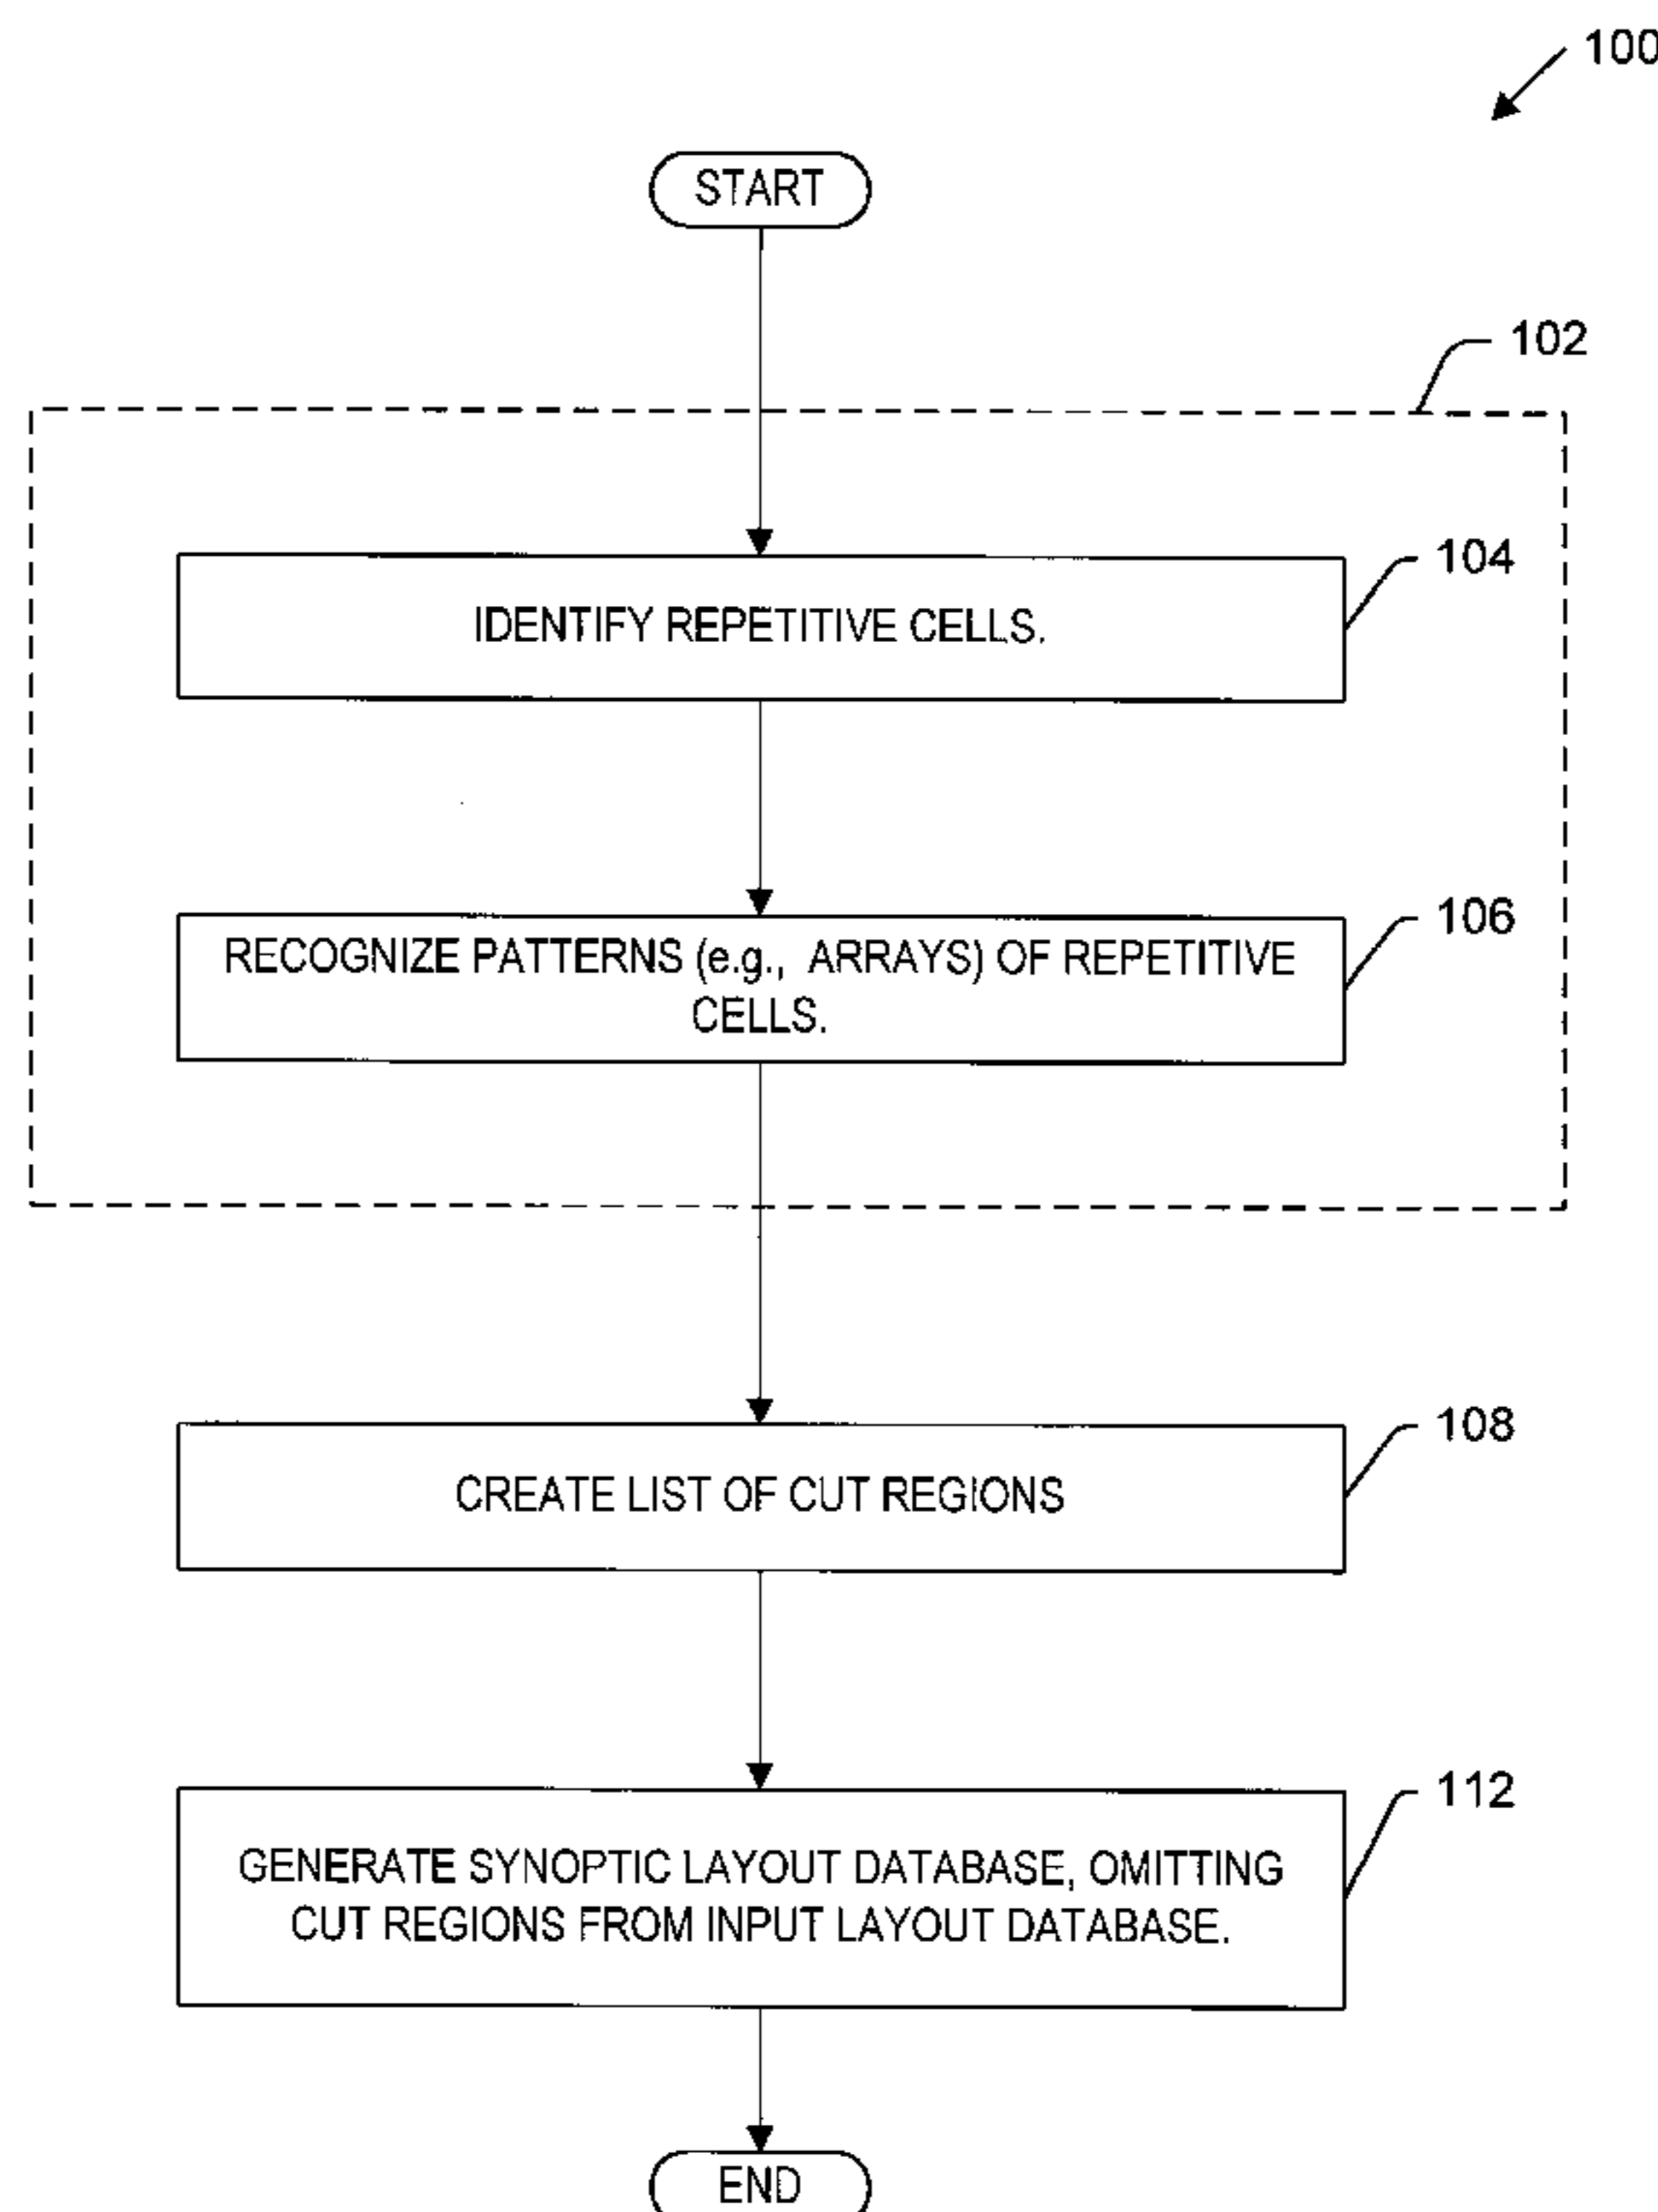 100
START
102
IDENTIFY REPETITIVE CELLS.
104
RECOGNIZE PATTERNS (e.g., ARRAYS) OF REPETITIVE
CELLS.
106
CREATE LIST OF CUT REGIONS
108
GENERATE SYNOPTIC LAYOUT DATABASE, OMITTING
CUT REGIONS FROM INPUT LAYOUT DATABASE.
112
END